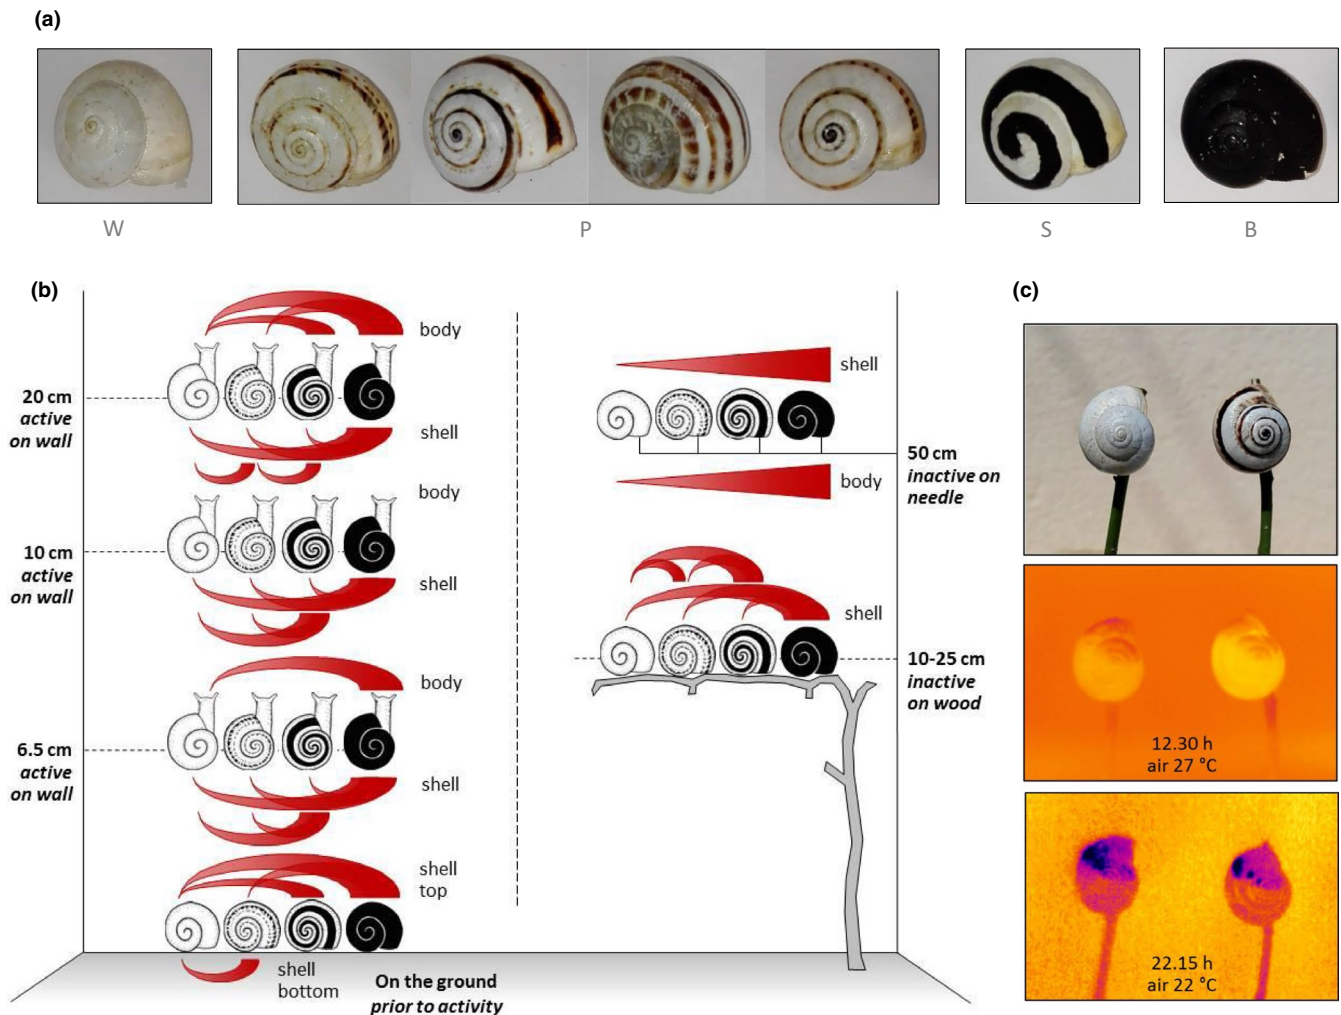 (a)
W
P
S
B
(b)
body
20 cm
active
on wall
shell
body
10 cm
active
on wall
shell
body
6.5 cm
active
on wall
shell
shell
top
shell
bottom
On the ground
prior to activity
shell
50 cm
inactive on
needle
body
shell
10-25 cm
inactive
on wood
(c)
12.30 h
air 27 °C
22.15 h
air 22 °C